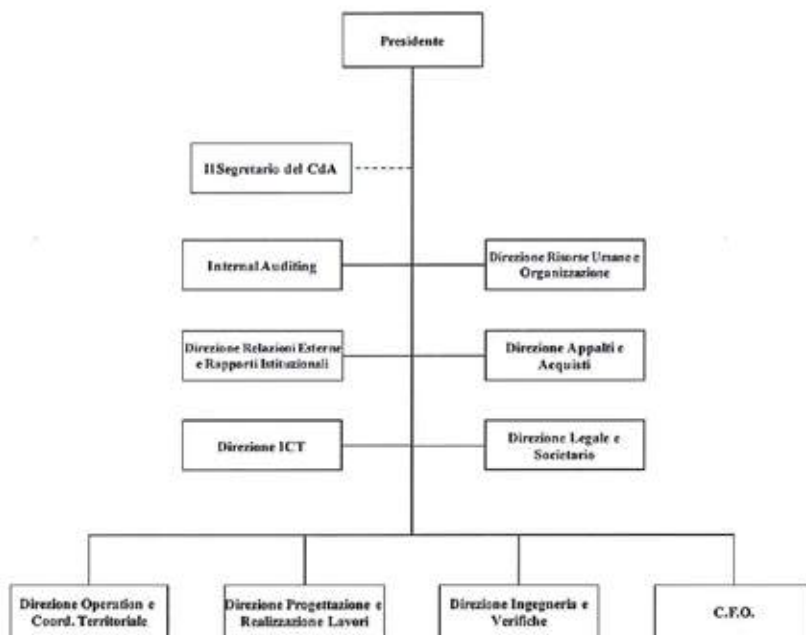 Presidente
Il Segretario del CdA
Internal Auditing
Direzione Risorse Umane e
Organizzazione
Direzione Relazioni Esterne
e Rapporti Istituzionali
Direzione Appalti e
Acquisti
Direzione ICT
Direzione Legale e
Societario
Direzione Operation e
Coord. Territoriale
Direzione Progettazione e
Realizzazione Lavori
Direzione Ingegneria e
Verifiche
C.F.O.